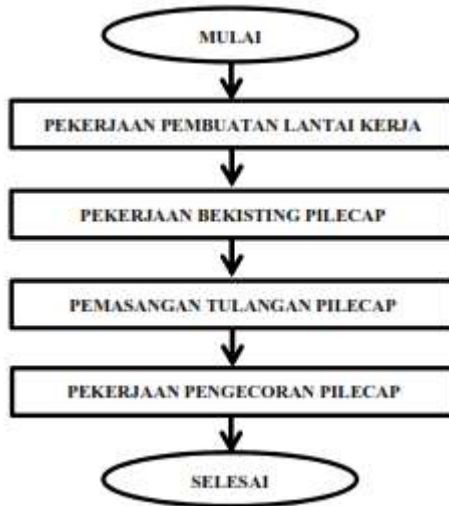 MULAI
PEKERJAAN PEMBUATAN LANTAI KERJA
PEKERJAAN BEKISTING PILECAP
PEMASANGAN TULANGAN PILECAP
PEKERJAAN PENGECORAN PILECAP
SELESAI